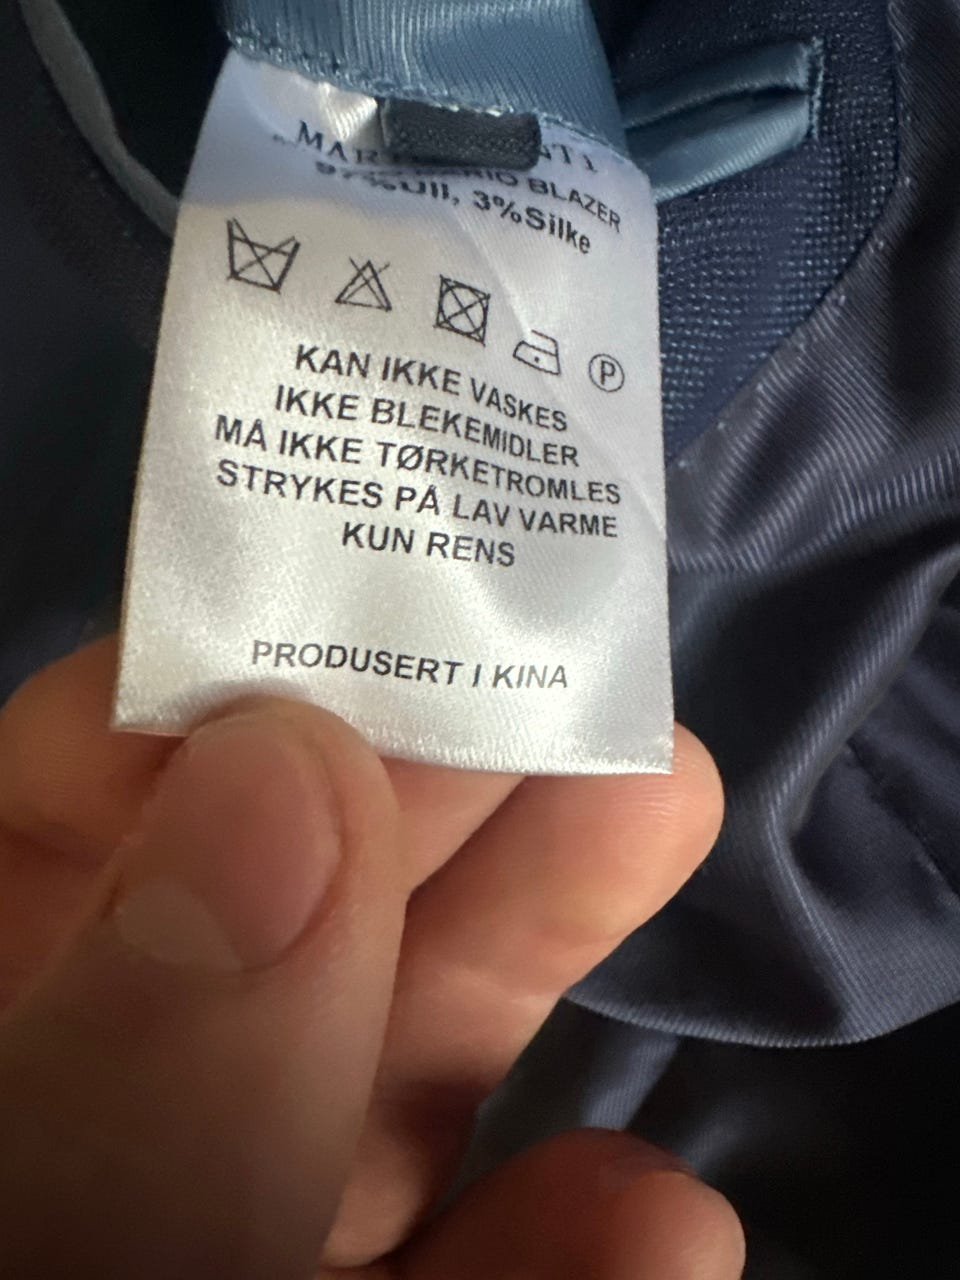 BLAZER
3%Silke
P
KAN IKKE VASKES
IKKE BLEKEMIDLER
MÅ IKKE TØRKETROMLES
STRYKES PÅ LAV VARME
KUN RENS
PRODUSERT I KINA